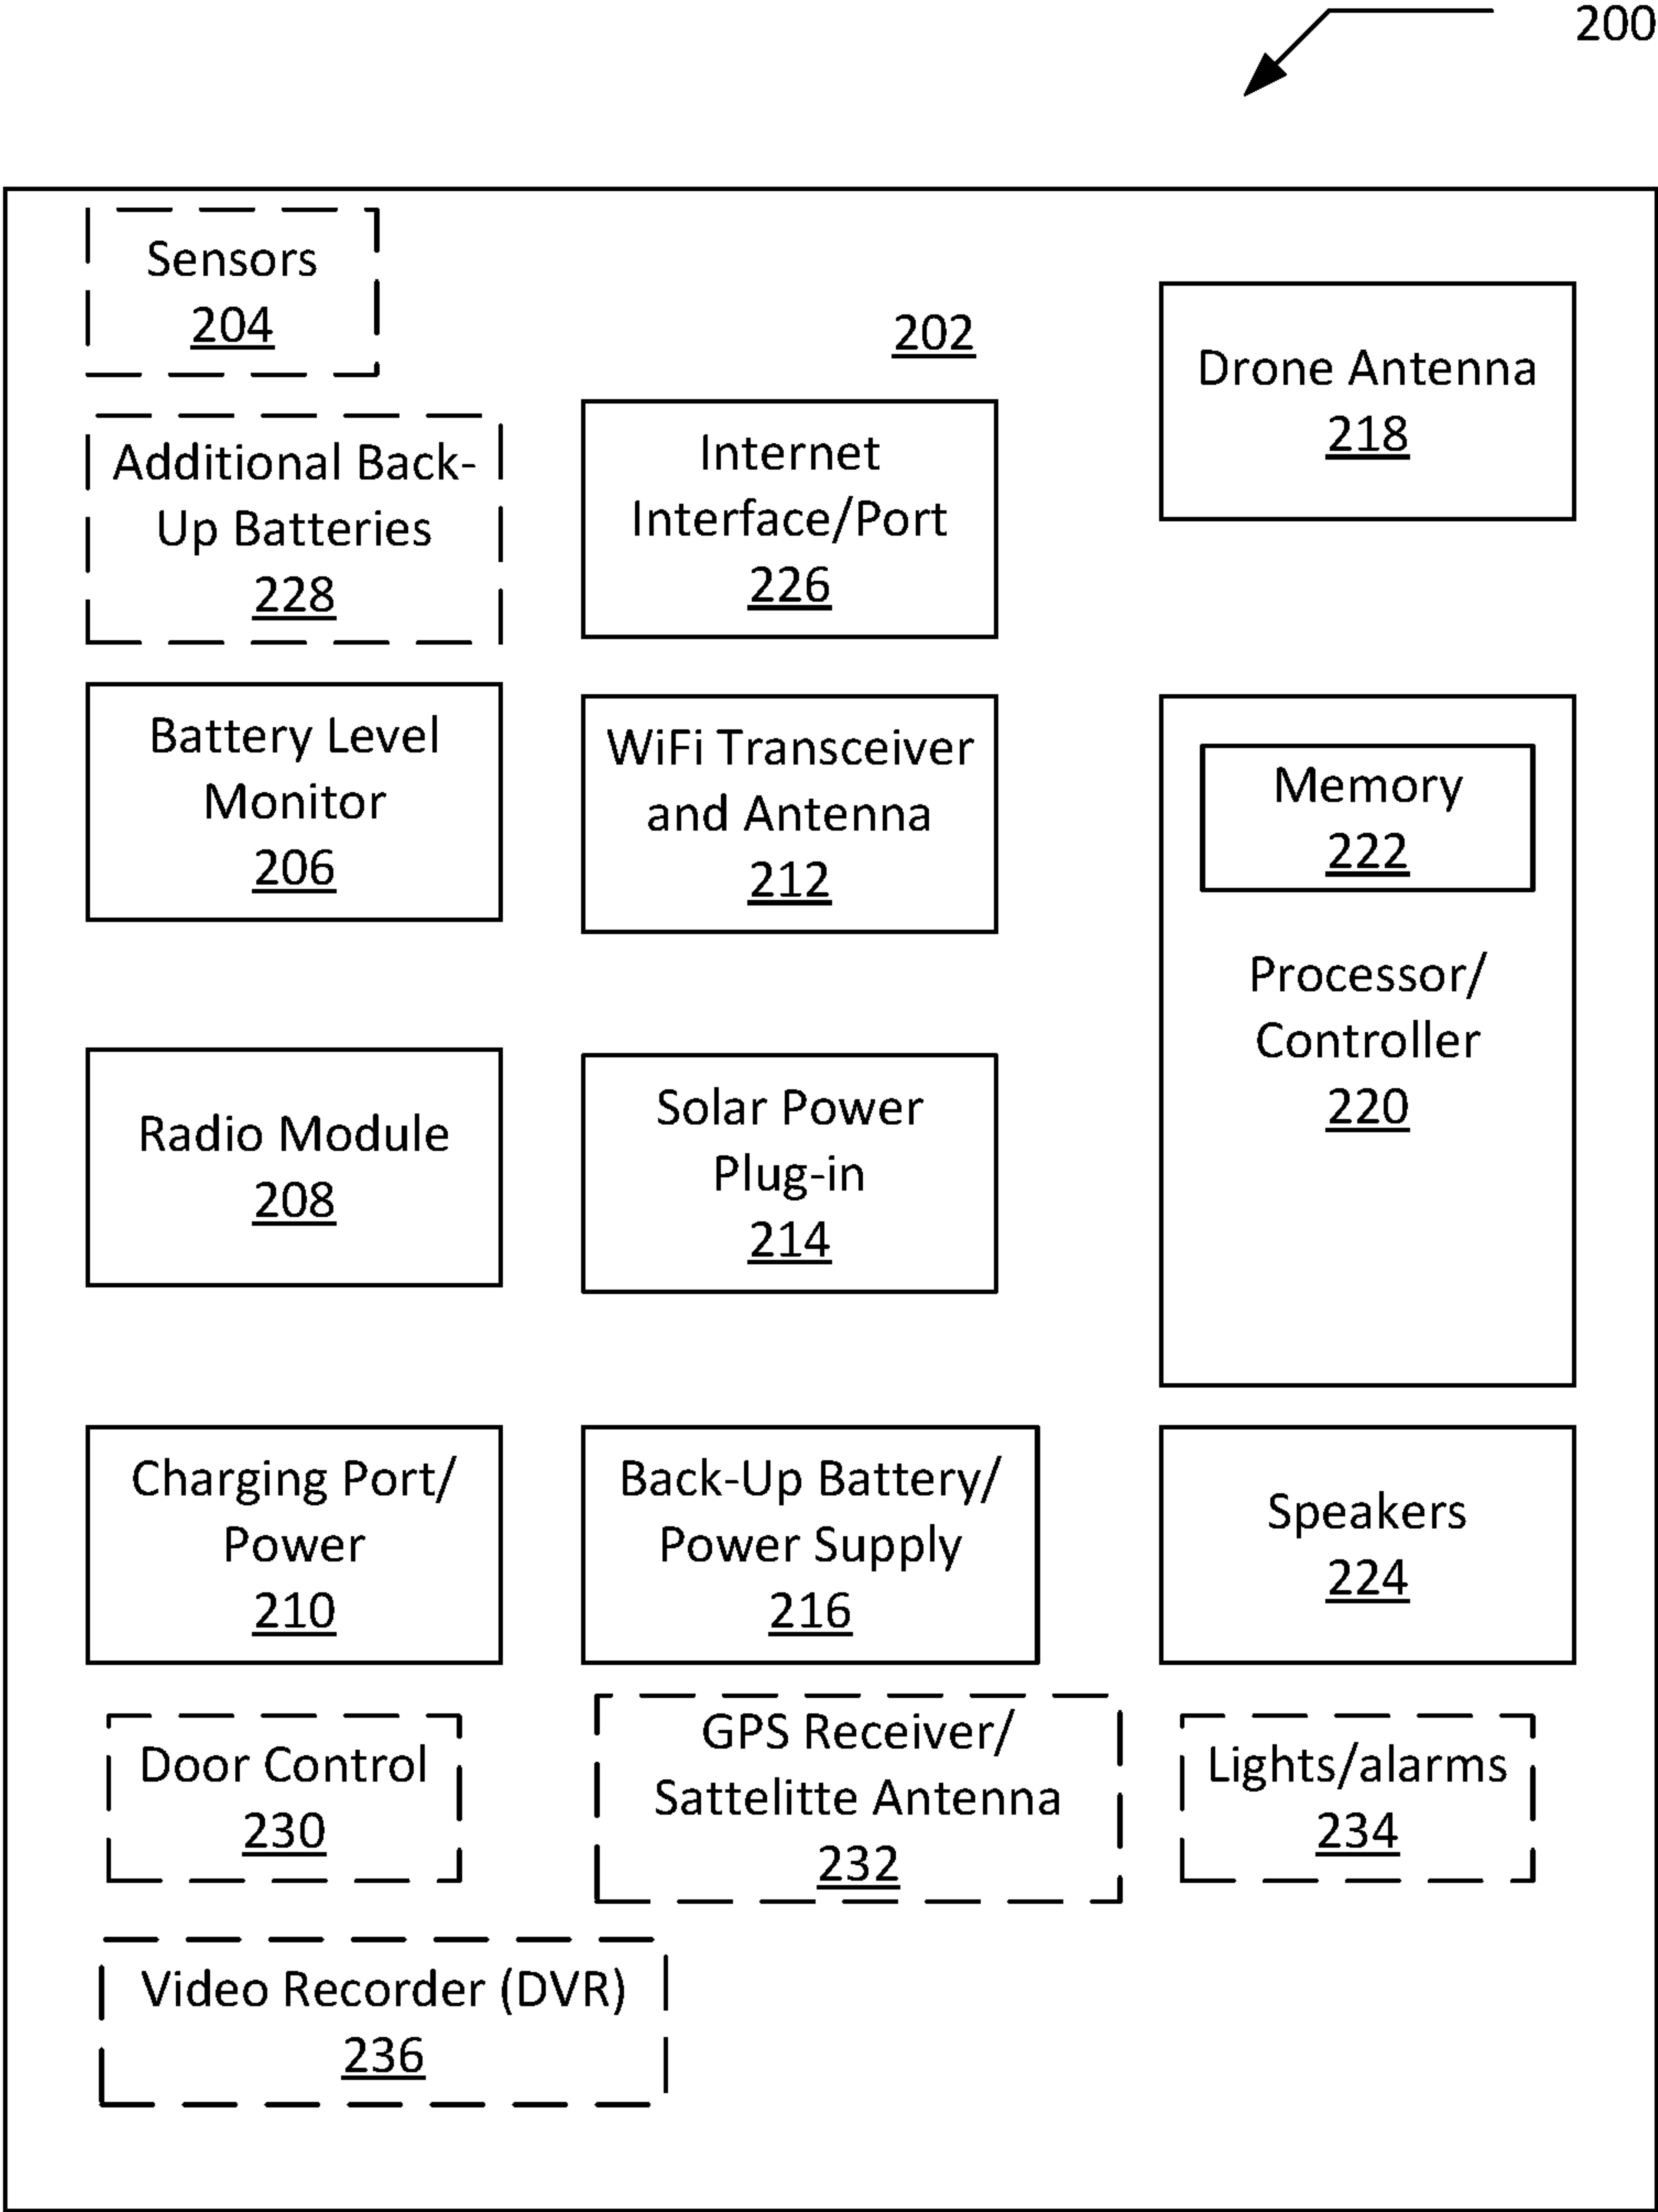 200
Sensors
204
202
Drone Antenna
218
Additional Back-
Up Batteries
228
Internet
Interface/Port
226
Battery Level
Monitor
206
WiFi Transceiver
and Antenna
212
Memory
222
Processor/
Controller
220
Radio Module
208
Solar Power
Plug-in
214
Charging Port/
Power
210
Back-Up Battery/
Power Supply
216
Speakers
224
Door Control
230
GPS Receiver/
Sattelitte Antenna
232
Lights/alarms
234
Video Recorder (DVR)
236